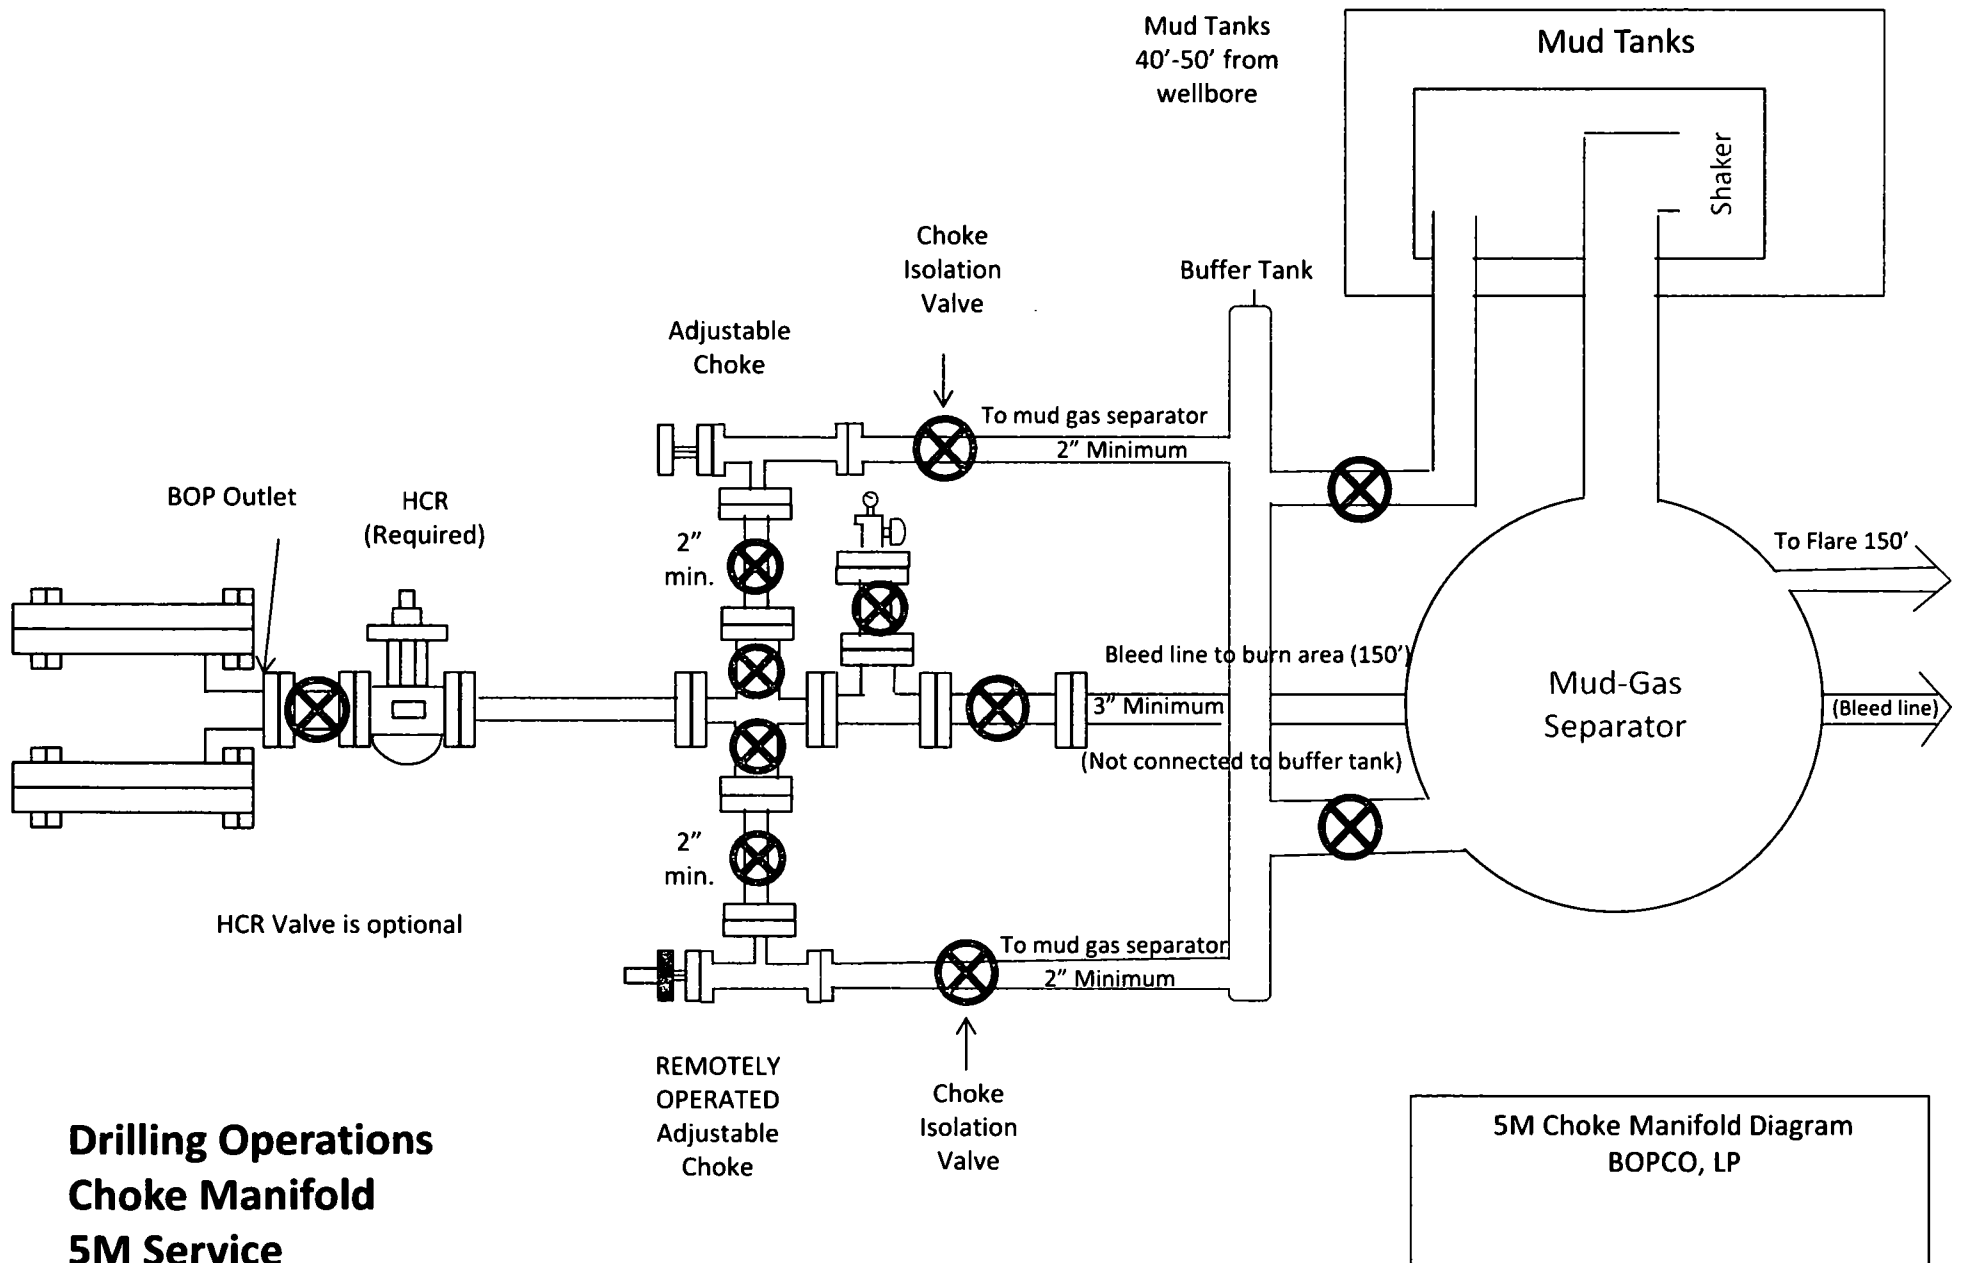 Mud Tanks
40'-50' from
wellbore
Mud Tanks
Shaker
Choke
Isolation
Valve
Buffer Tank
Adjustable
Choke
To mud gas separator
2" Minimum
BOP Outlet
HCR
(Required)
2"
min.
To Flare 150'
Bleed line to burn area (150')
3" Minimum
(Not connected to buffer tank)
Mud-Gas
Separator
(Bleed line)
2"
min.
HCR Valve is optional
To mud gas separator
2" Minimum
REMOTELY
OPERATED
Adjustable
Choke
Choke
Isolation
Valve
Drilling Operations
Choke Manifold
5M Service
5M Choke Manifold Diagram
BOPCO, LP